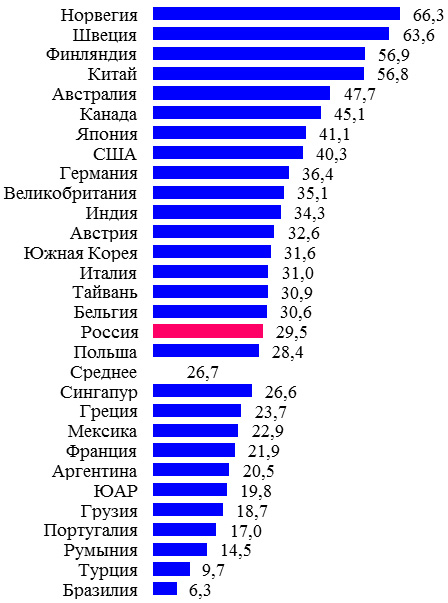 Норвегия 66,3
Швеция 63,6
Финляндия 56,9
Китай 56,8
Австралия 47,7
Канада 45,1
Япония 41,1
США 40,3
Германия 36,4
Великобритания 35,1
Индия 34,3
Австрия 32,6
Южная Корея 31,6
Италия 31,0
Тайвань 30,9
Бельгия 30,6
Россия 29,5
Польша 28,4
Среднее 26,7
Сингапур 26,6
Греция 23,7
Мексика 22,9
Франция 21,9
Аргентина 20,5
ЮАР 19,8
Грузия 18,7
Португалия 17,0
Румыния 14,5
Турция 9,7
Бразилия 6,3